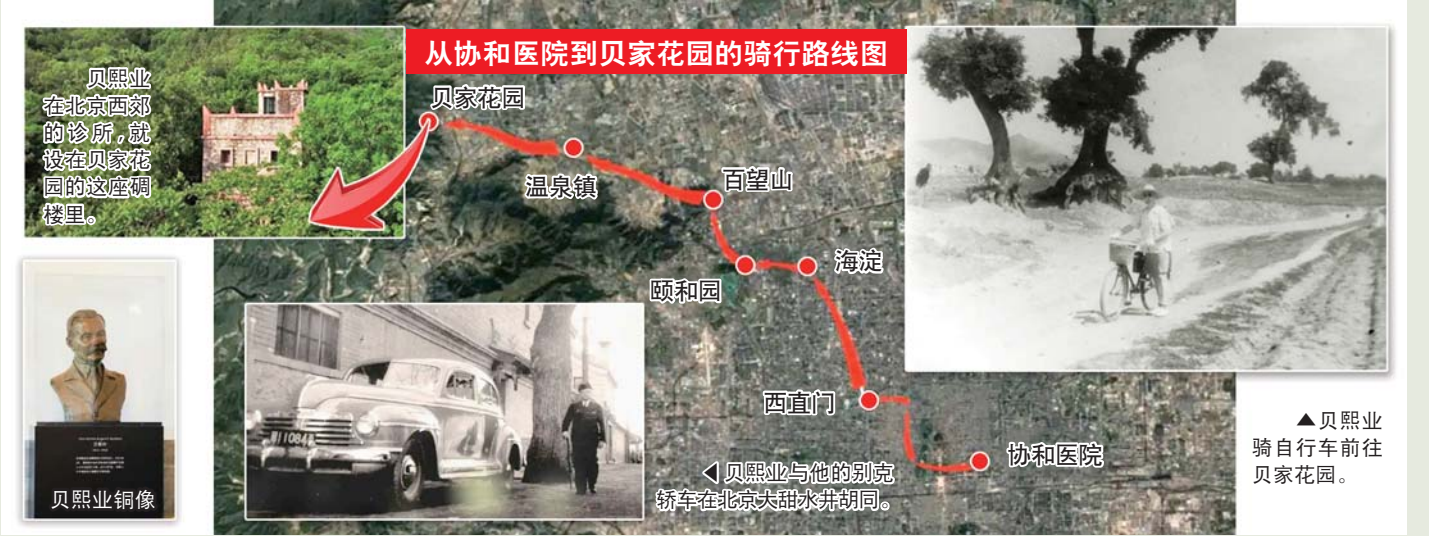 从协和医院到贝家花园的骑行路线图
贝熙业
在北京西郊
的诊所，就
设在贝家花
园的这座碉
楼里。
贝家花园
温泉镇
百望山
颐和园
海淀
西直门
协和医院
贝熙业铜像
◀贝熙业与他的别克
轿车在北京大甜水井胡同。
▲贝熙业
骑自行车前往
贝家花园。